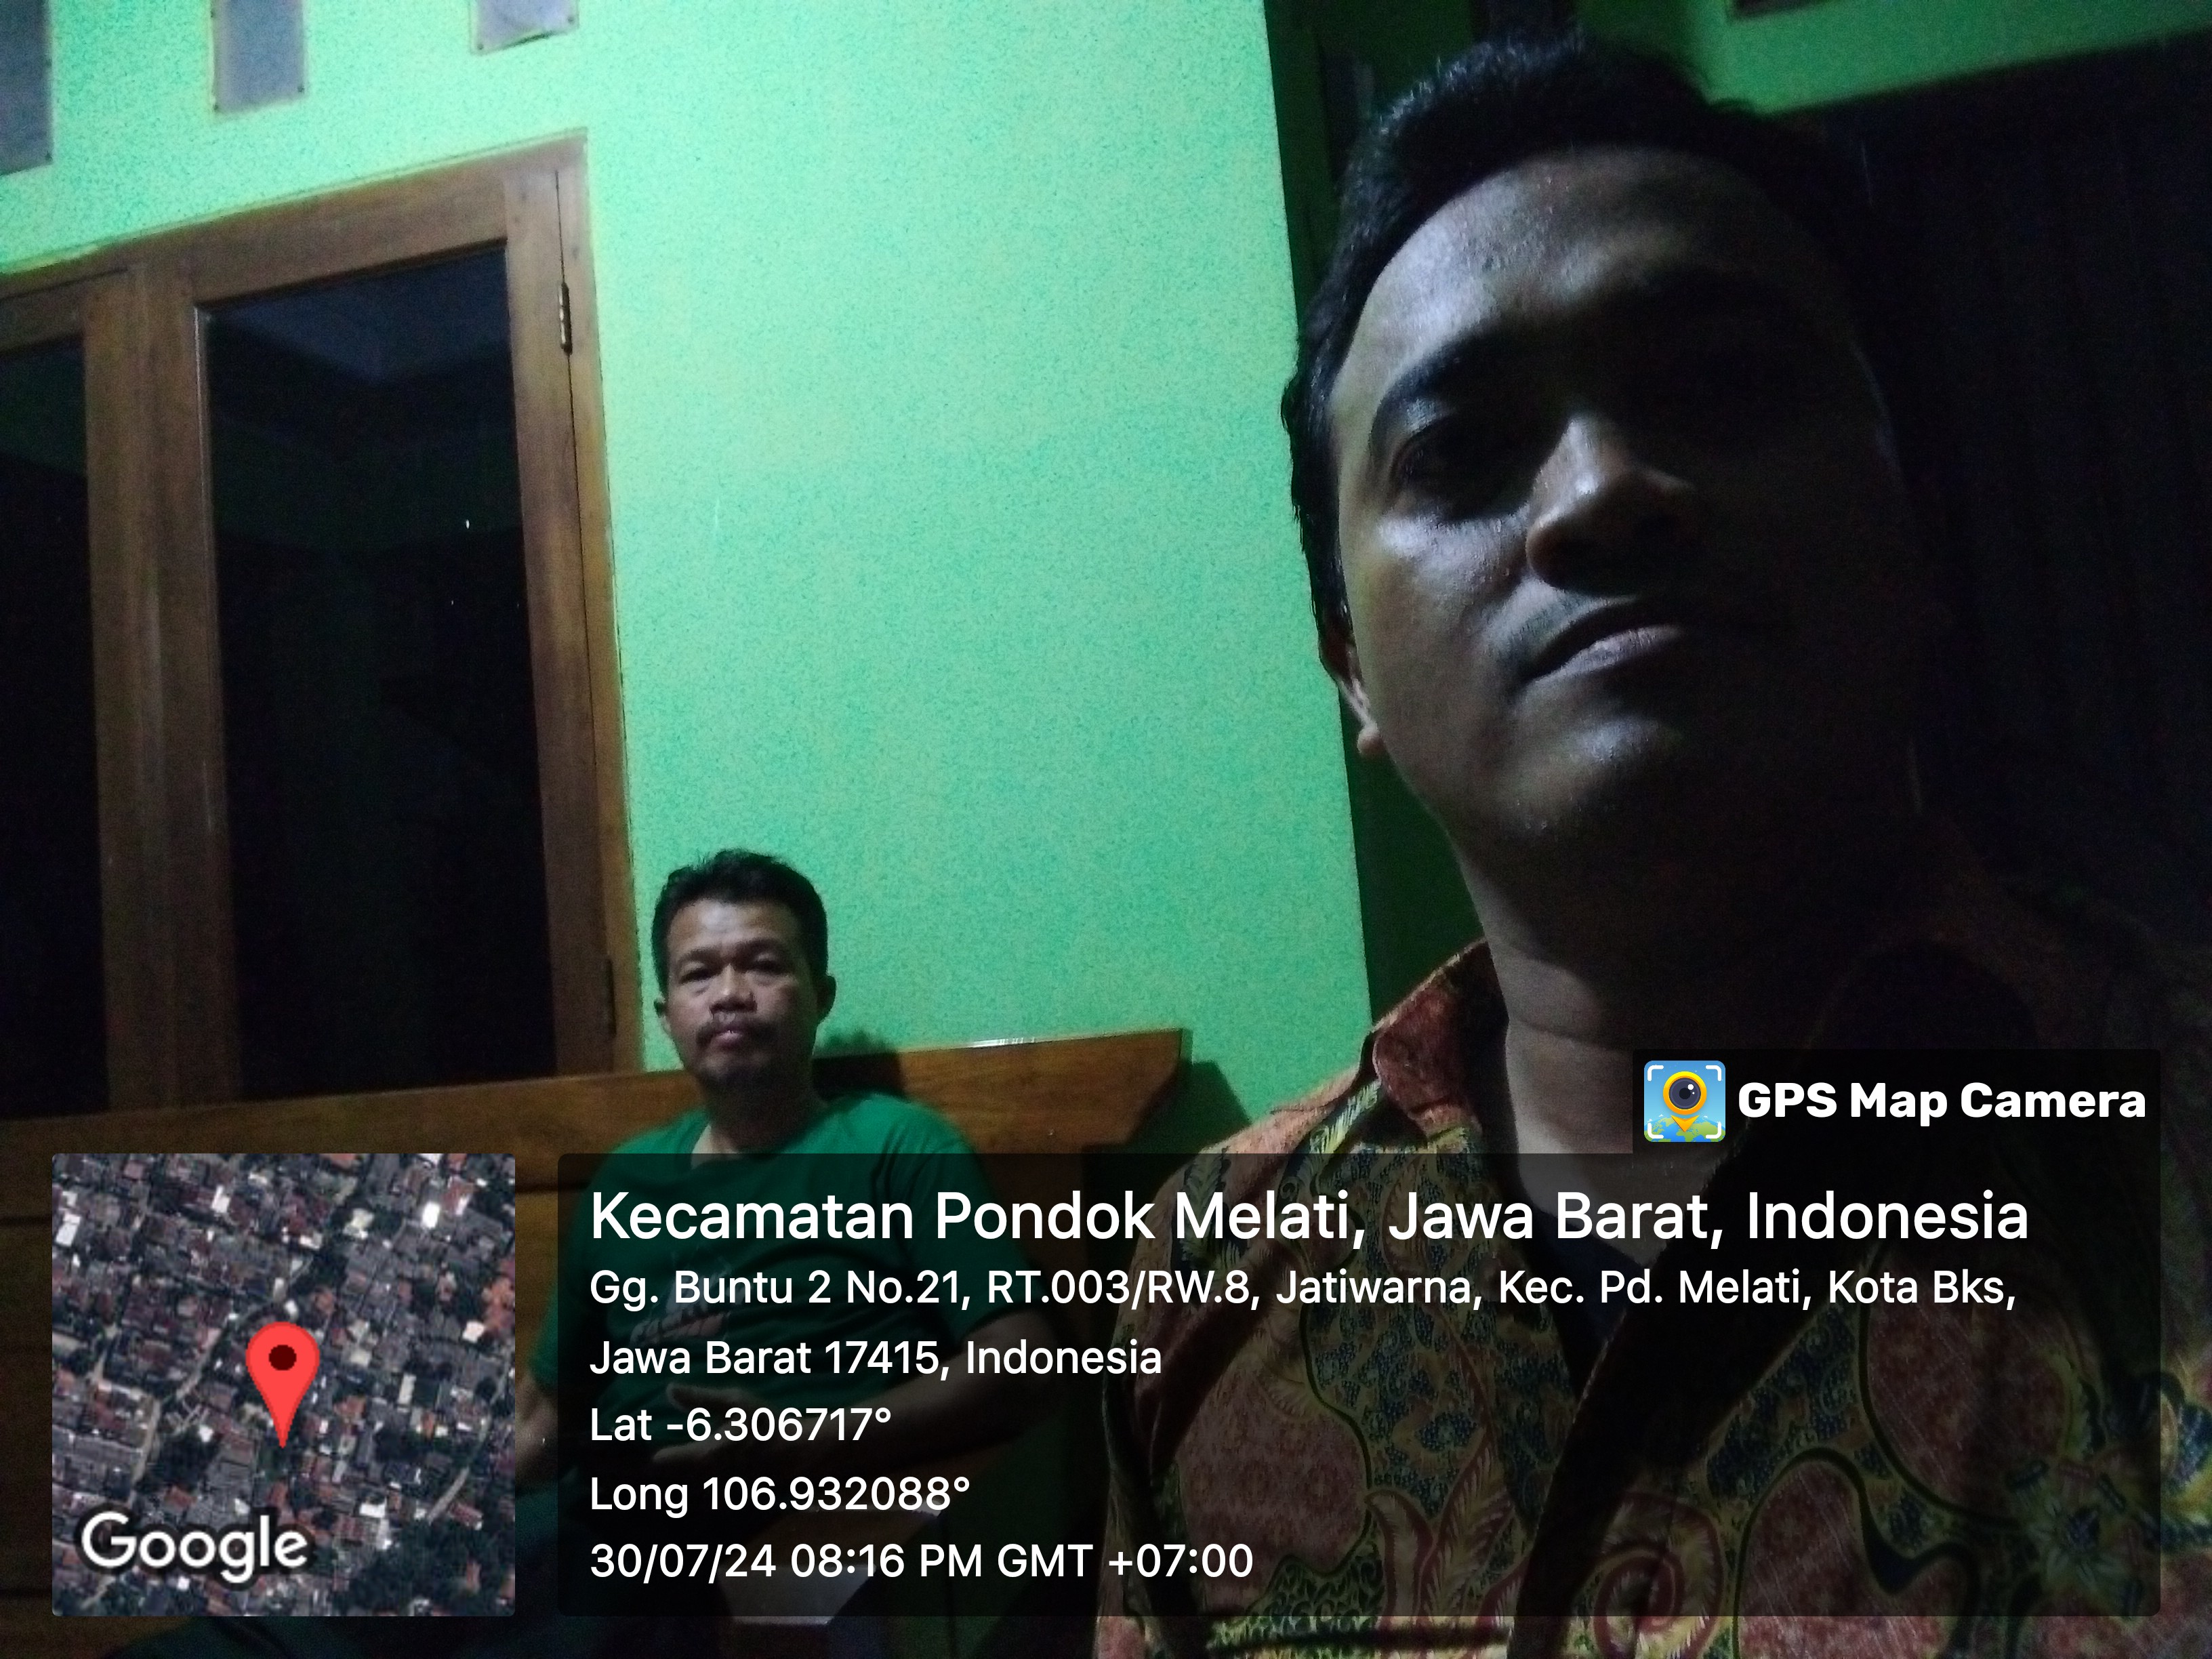 GPS Map Camera
Kecamatan Pondok Melati, Jawa Barat, Indonesia
Gg. Buntu 2 No.21, RT.003/RW.8, Jatiwarna, Kec. Pd. Melati, Kota Bks,
Jawa Barat 17415, Indonesia
Lat -6.306717°
Long 106.932088°
30/07/24 08:16 PM GMT +07:00
Google